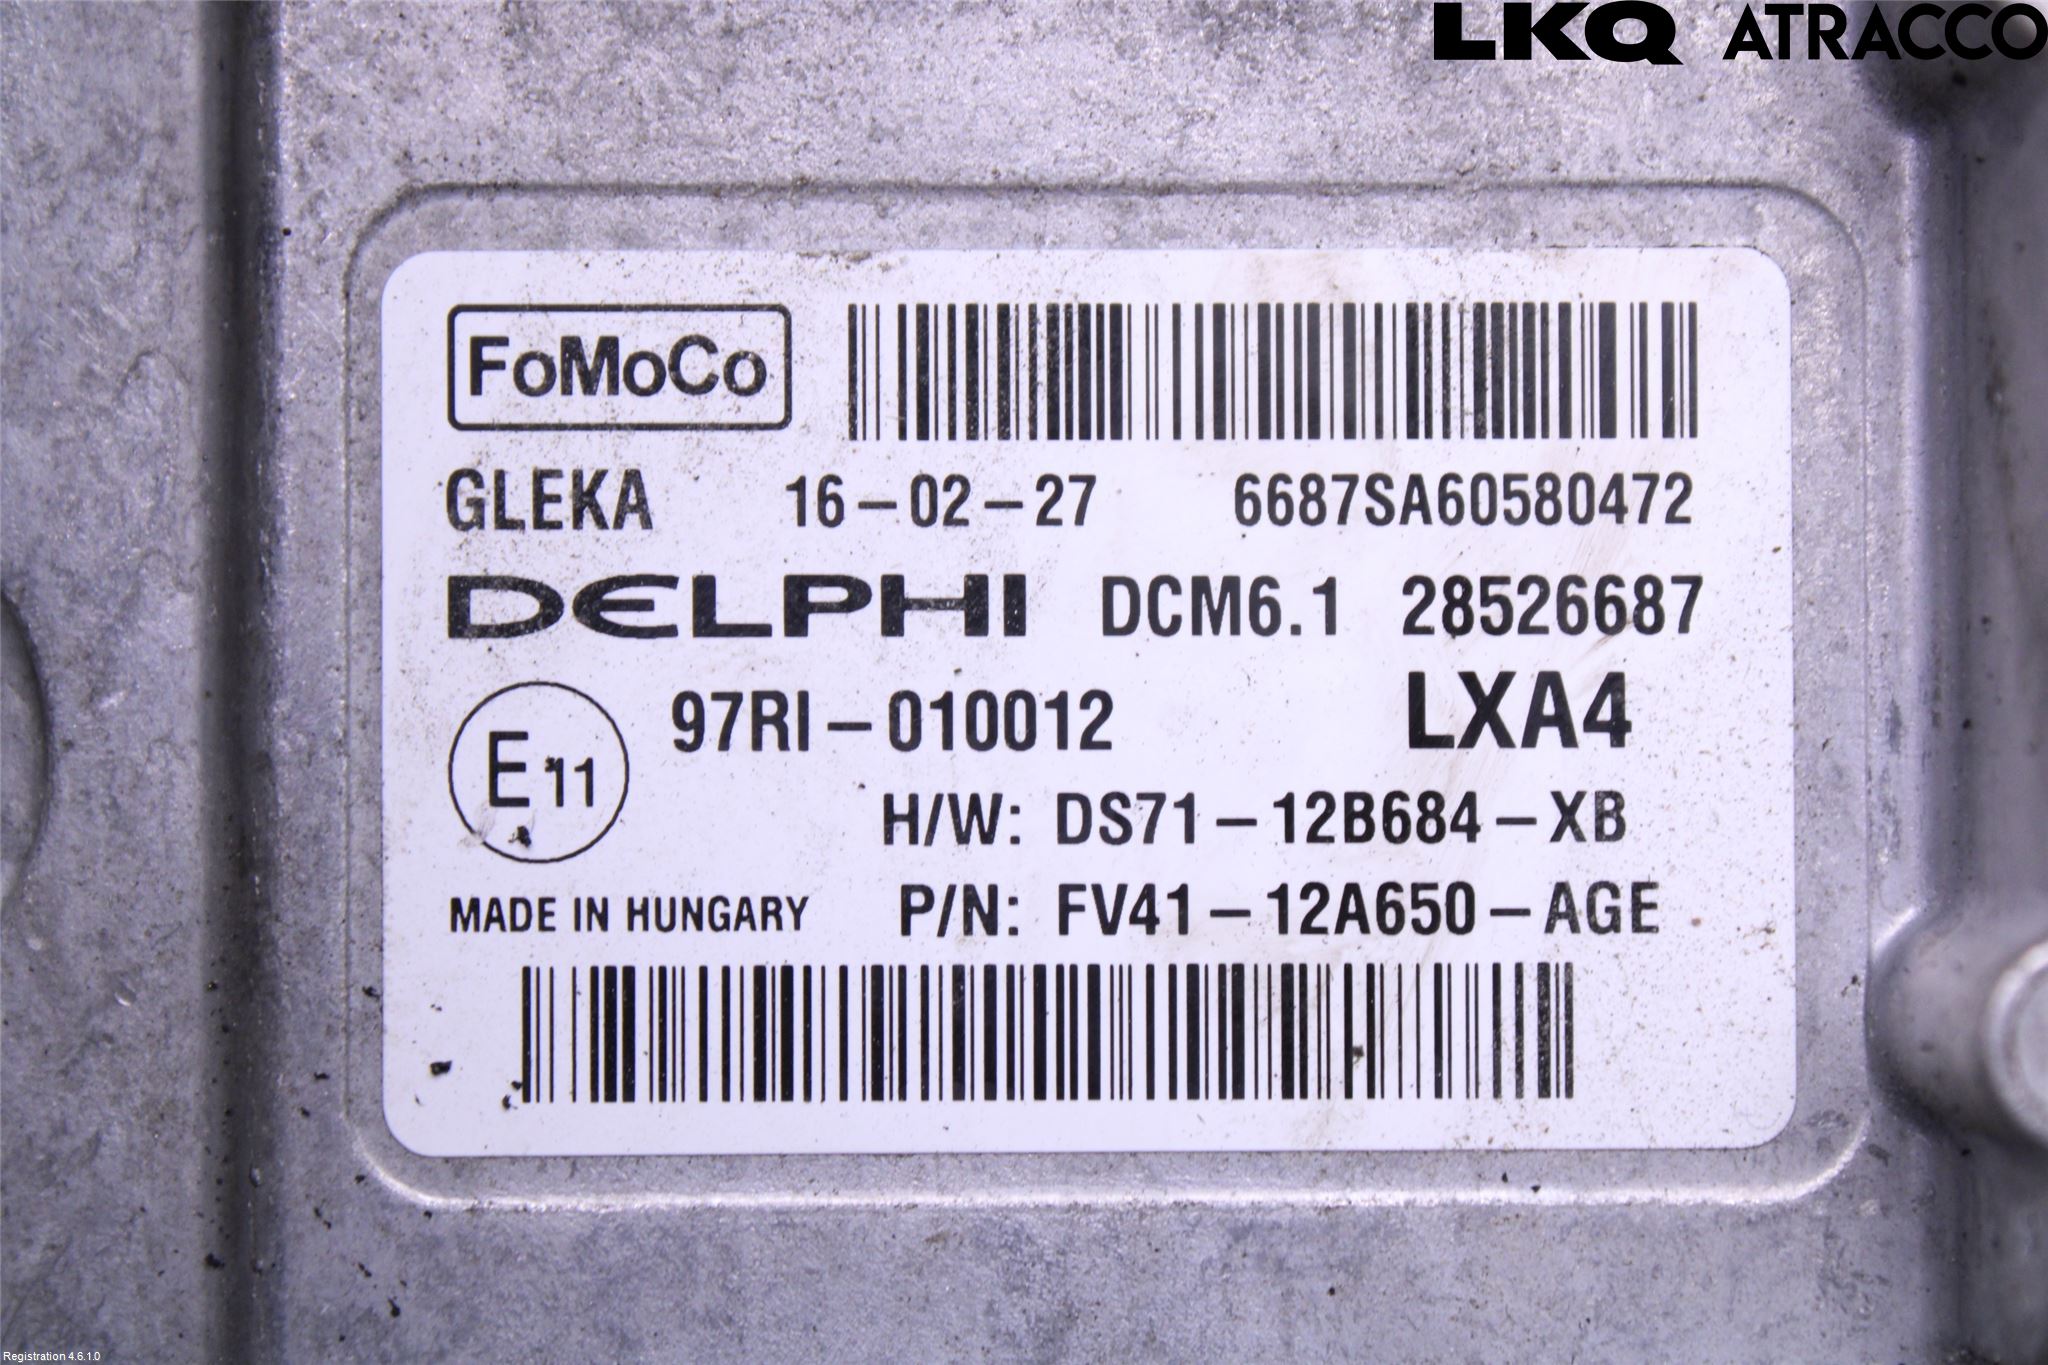 LKQ ATRACCO
FoMoCo
GLEKA 16-02-27 6687SA60580472
DELPHI DCM6.1 28526687
E11 97RI-010012 LXA4
H/W: DS71-12B684-XB
MADE IN HUNGARY P/N: FV41-12A650-AGE
Registration 4.6.1.0